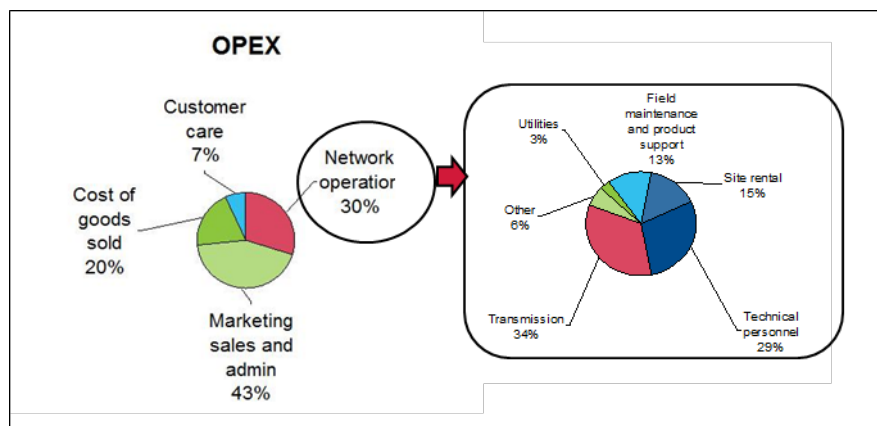 OPEX
Customer
care
7%
Network
operatior
30%
Cost of
goods
sold
20%
Marketing
sales and
admin
43%
Field
maintenance
and product
support
13%
Utilities
3%
Site rental
15%
Other
6%
Transmission
34%
Technical
personnel
29%